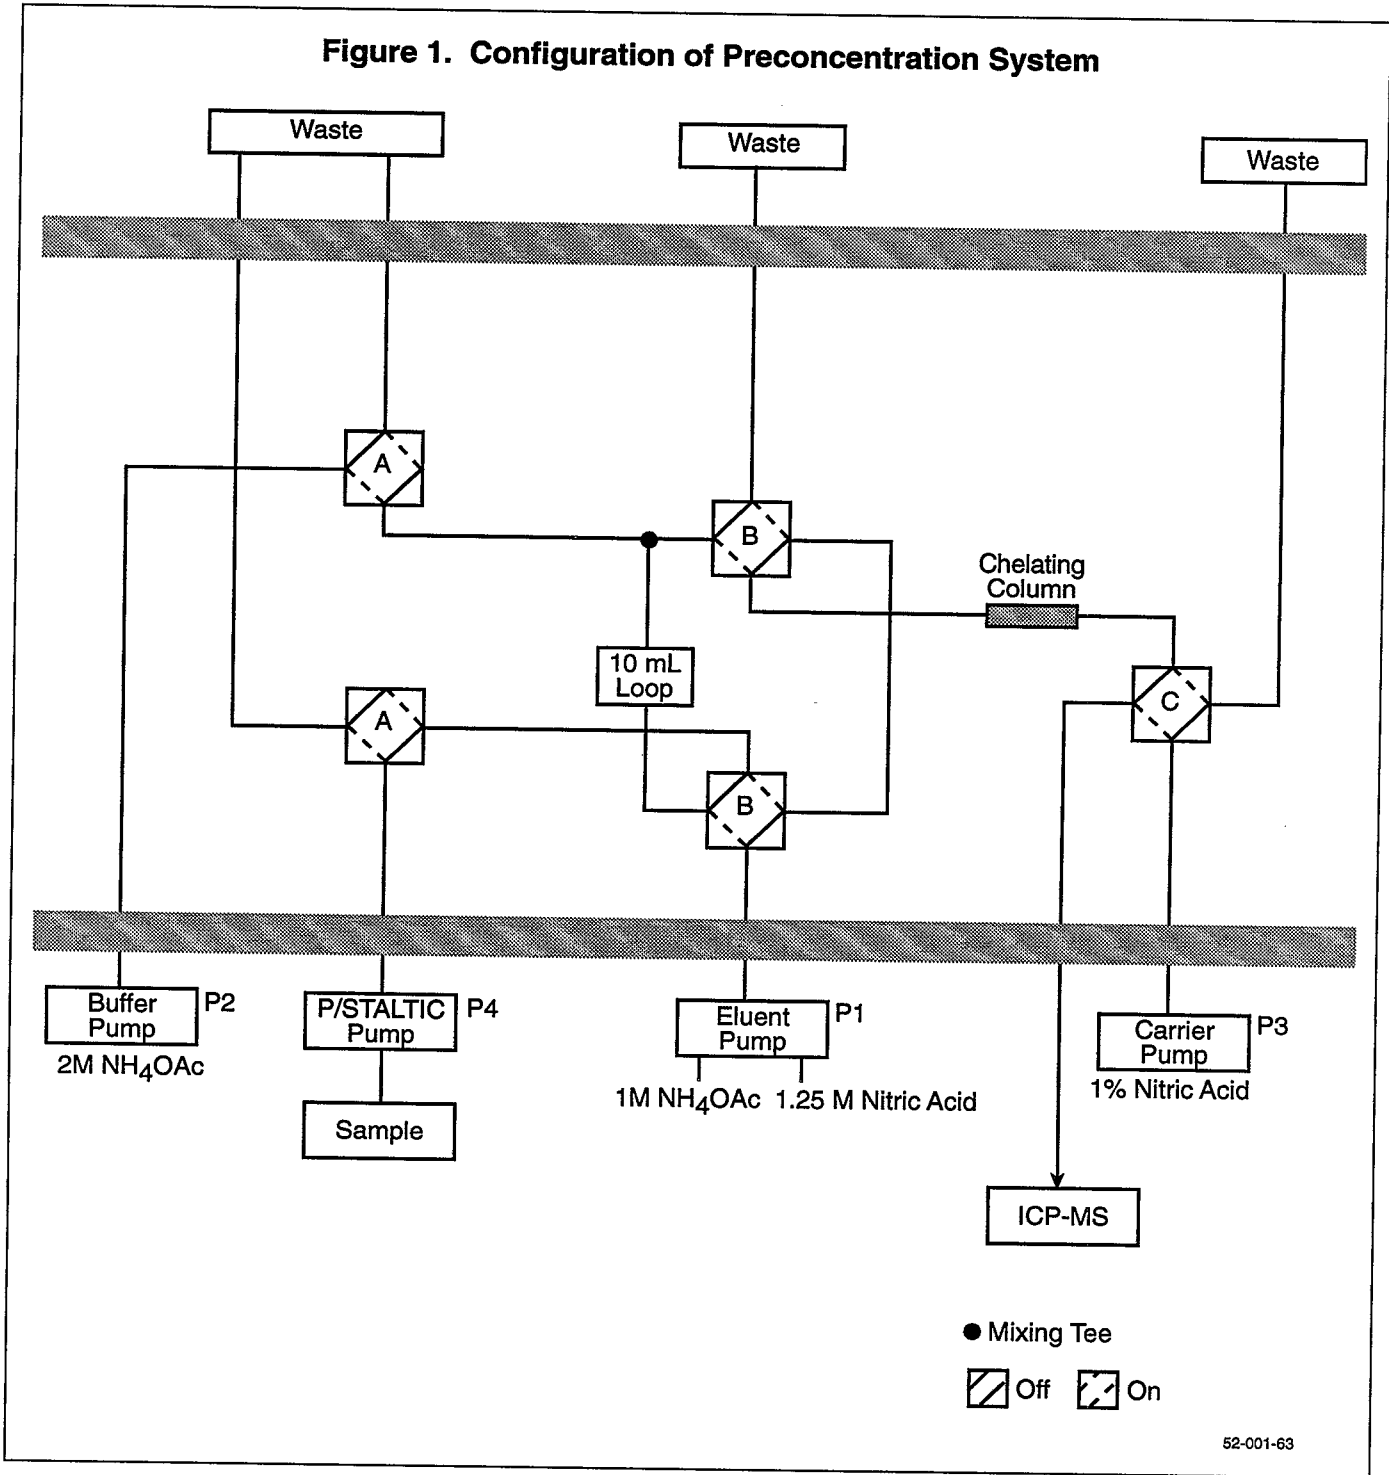 Figure 1. Configuration of Preconcentration System
Waste
Waste
Waste
A
B
Chelating
Column
10 mL
Loop
A
C
B
Buffer
Pump
P2
2M NH4OAc
P/STALTIC
Pump
P4
Sample
Eluent
Pump
P1
1M NH4OAc 1.25 M Nitric Acid
Carrier
Pump
P3
1% Nitric Acid
ICP-MS
Mixing Tee
Off
On
52-001-63